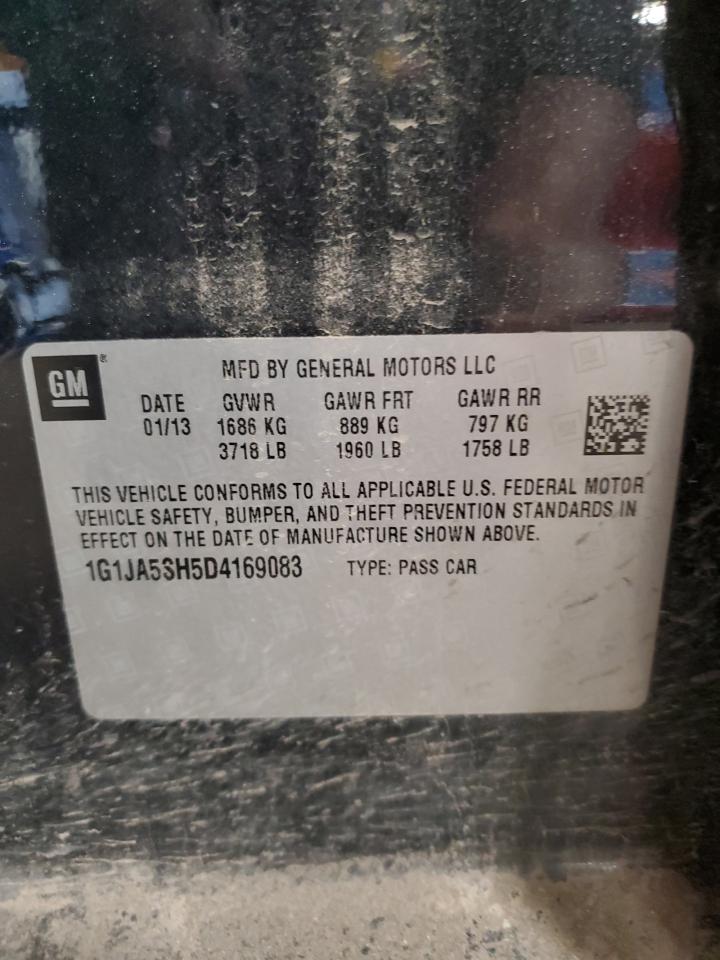 GM®
MFD BY GENERAL MOTORS LLC
DATE GVWR GAWR FRT GAWR RR
01/13 1686 KG 889 KG 797 KG
3718 LB 1960 LB 1758 LB
THIS VEHICLE CONFORMS TO ALL APPLICABLE U.S. FEDERAL MOTOR
VEHICLE SAFETY, BUMPER, AND THEFT PREVENTION STANDARDS IN
EFFECT ON THE DATE OF MANUFACTURE SHOWN ABOVE.
1G1JA5SH5D4169083 TYPE: PASS CAR